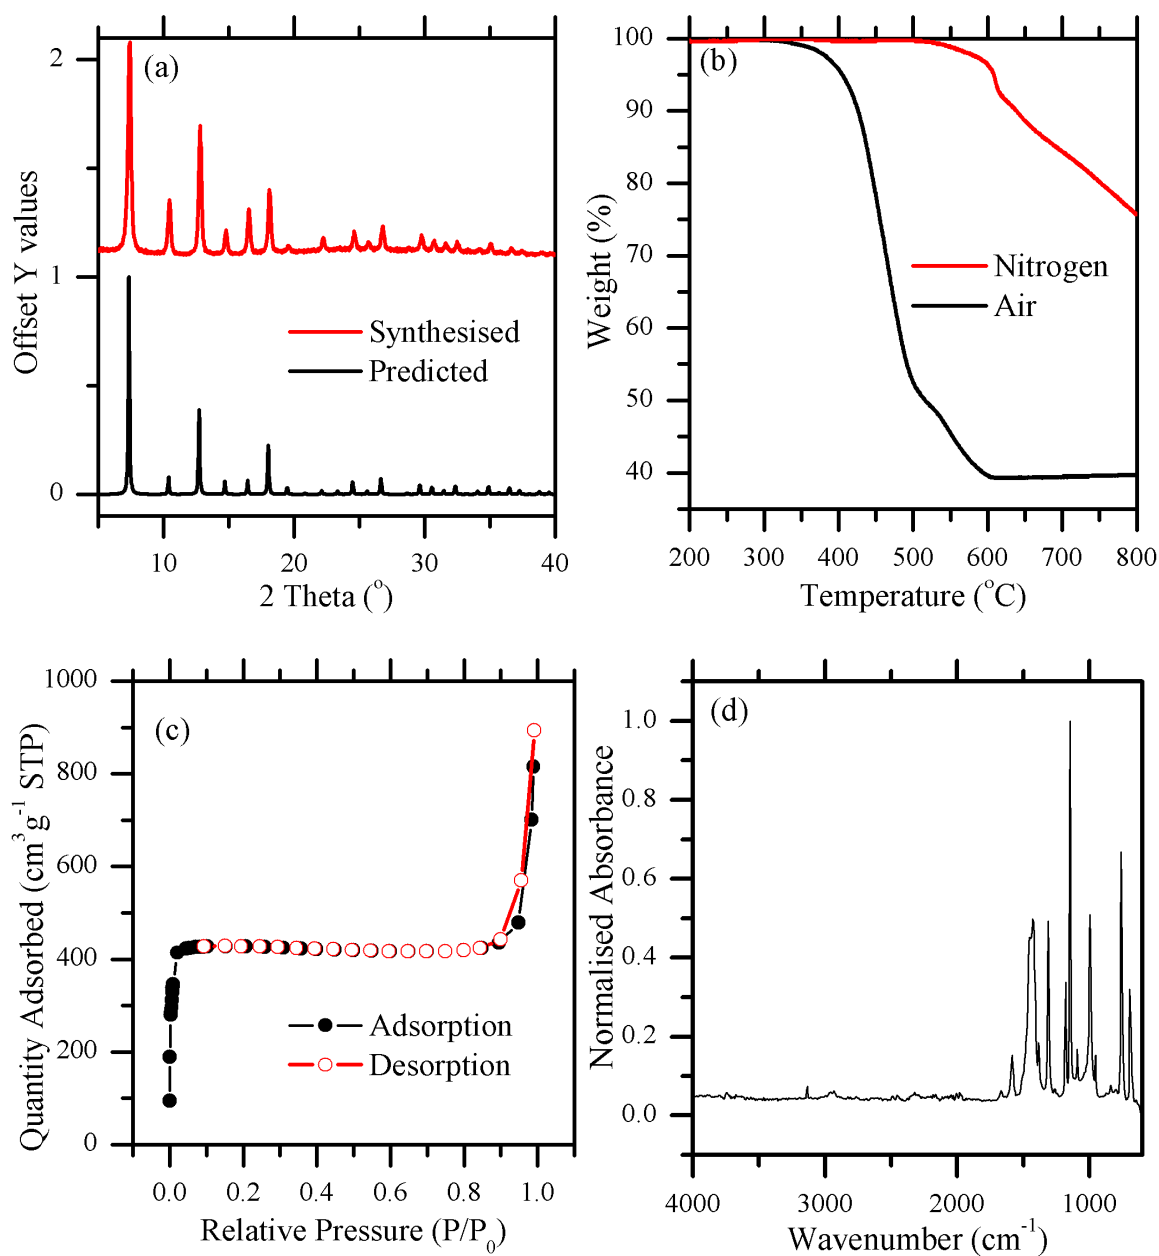 (a)
Offset Y values
2
1
0
Synthesised
Predicted
10 20 30 40
2 Theta (°)
(b)
Weight (%)
100
90
80
70
60
50
40
Nitrogen
Air
200 300 400 500 600 700 800
Temperature (°C)
(c)
Quantity Adsorbed (cm³g⁻¹ STP)
1000
800
600
400
200
0
Adsorption
Desorption
0.0 0.2 0.4 0.6 0.8 1.0
Relative Pressure (P/P₀)
(d)
Normalised Absorbance
1.0
0.8
0.6
0.4
0.2
0.0
4000 3000 2000 1000
Wavenumber (cm⁻¹)